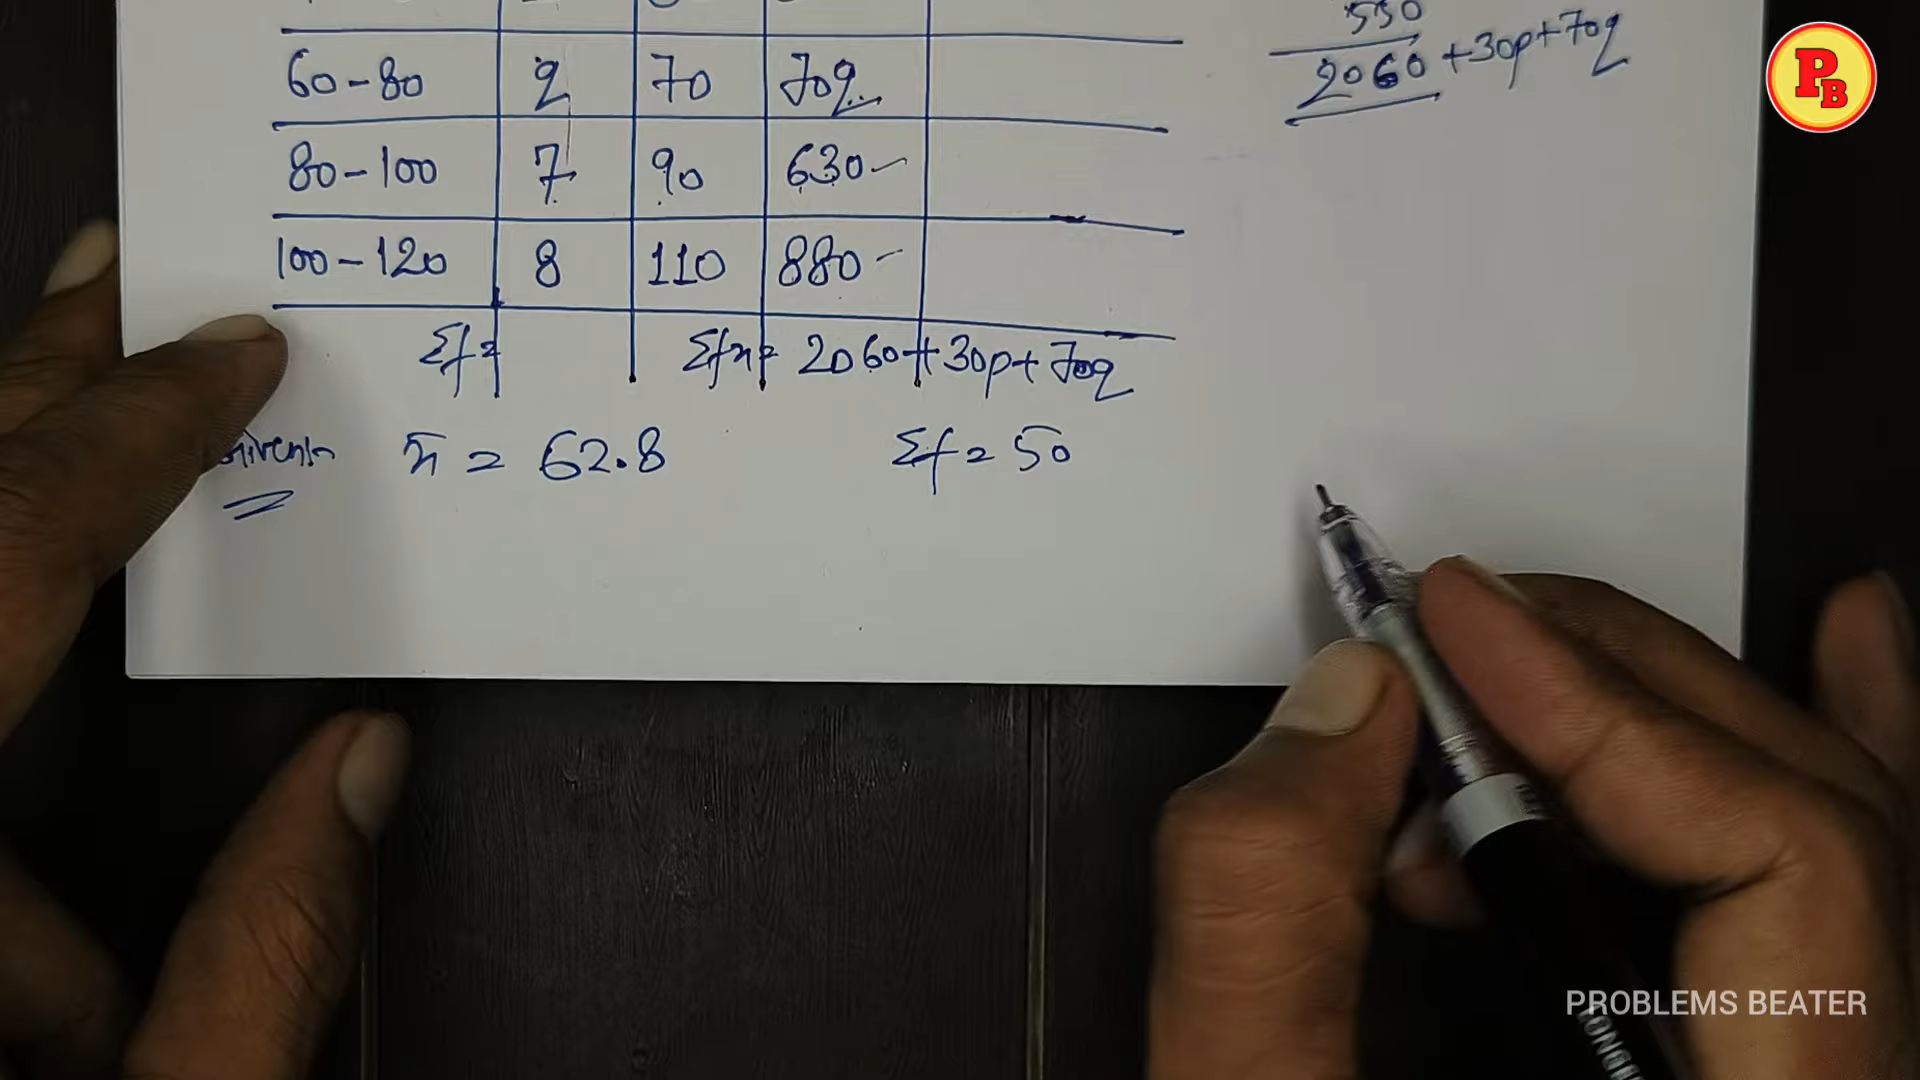 550
2060 + 30p + 70q
PB
60-80 q 70 70q
80-100 7 90 630
100-120 8 110 880
Σf = Σfx = 2060 + 30p + 70q
x̄ = 62.8 Σf = 50
PROBLEMS BEATER